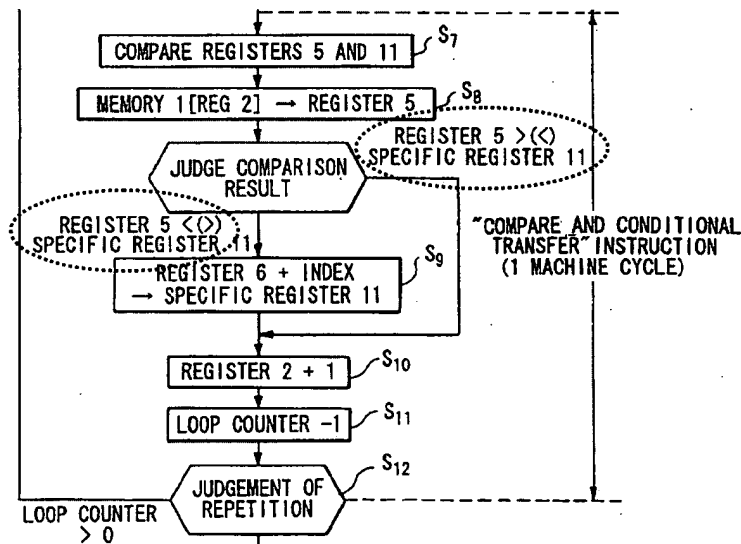 COMPARE REGISTERS 5 AND 11
S7
MEMORY 1[REG 2] → REGISTER 5
S8
REGISTER 5 >(<)
SPECIFIC REGISTER 11
JUDGE COMPARISON
RESULT
REGISTER 5 <(>)
SPECIFIC REGISTER 11
"COMPARE AND CONDITIONAL
TRANSFER" INSTRUCTION
(1 MACHINE CYCLE)
REGISTER 6 + INDEX
→ SPECIFIC REGISTER 11
S9
REGISTER 2 + 1
S10
LOOP COUNTER -1
S11
JUDGEMENT OF
REPETITION
S12
LOOP COUNTER
> 0